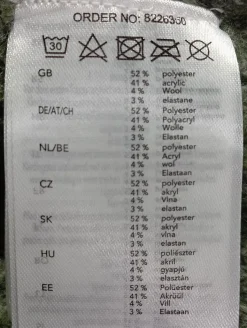 ORDER NO: 8226360
30
GB 52 % polyester
41 % acrylic
4 % Wool
3 % elastane
DE/AT/CH 52 % polyester
41 % Polyacryl
4 % Wolle
3 % Elastan
NL/BE 52 % polyester
41 % Acryl
4 % wol
3 % Elastaan
CZ 52 % polyester
41 % akryl
4 % Vlna
3 % elastan
SK 52 % polyester
41 % akryl
4 % vlna
3 % elastan
HU 52 % poliészter
41 % akril
4 % gyapjú
3 % elasztán
EE 52 % Polüester
41 % Akrüül
4 % Vill
3 % Elastaan